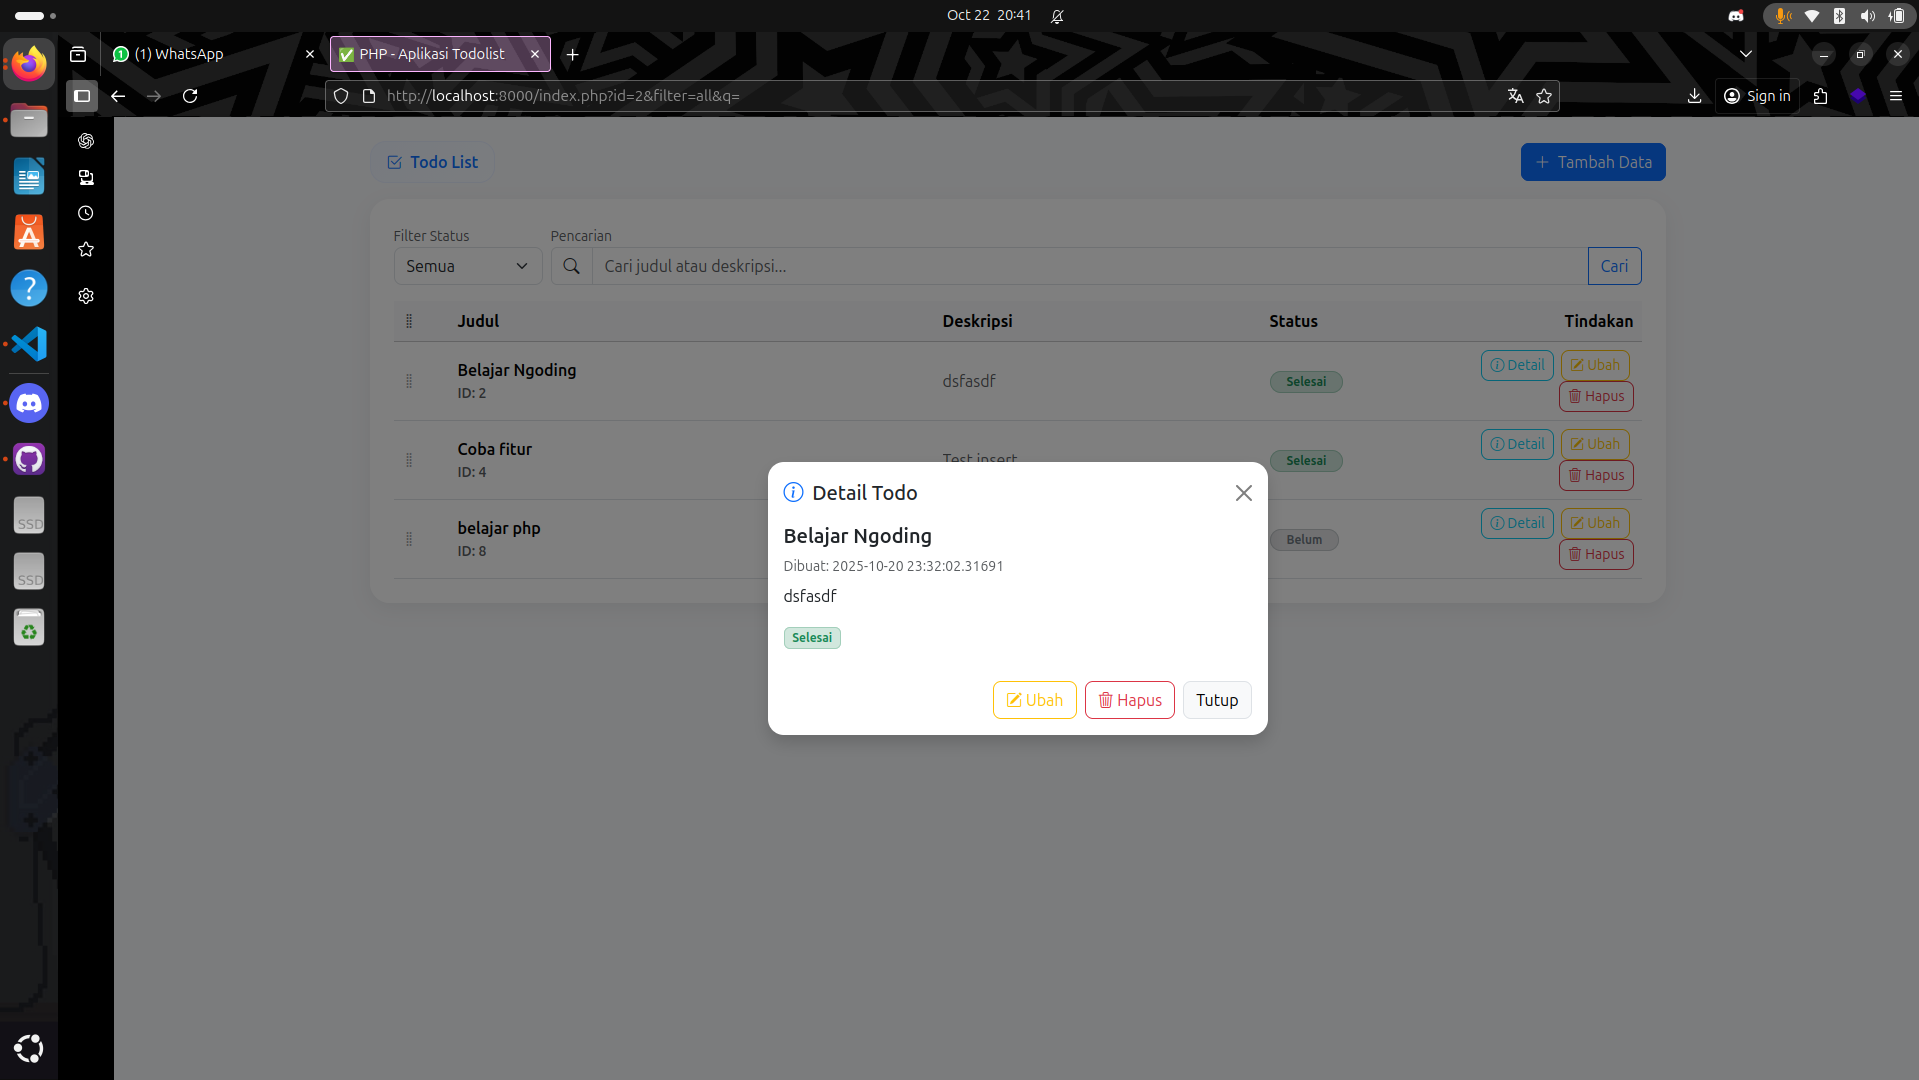 Oct 22 20:41
(1) WhatsApp
PHP - Aplikasi Todolist
http://localhost:8000/index.php?id=2&filter=all&q=
Sign in
Todo List
Tambah Data
Filter Status
Pencarian
Semua
Cari judul atau deskripsi...
Cari
Judul Deskripsi Status Tindakan
Belajar Ngoding
ID: 2
dsfasdf
Selesai
Detail Ubah
Hapus
Coba fitur
ID: 4
Test insert
Selesai
Detail Ubah
Hapus
belajar php
ID: 8
Belum
Detail Ubah
Hapus
Detail Todo
Belajar Ngoding
Dibuat: 2025-10-20 23:32:02.31691
dsfasdf
Selesai
Ubah Hapus Tutup
SSD
SSD